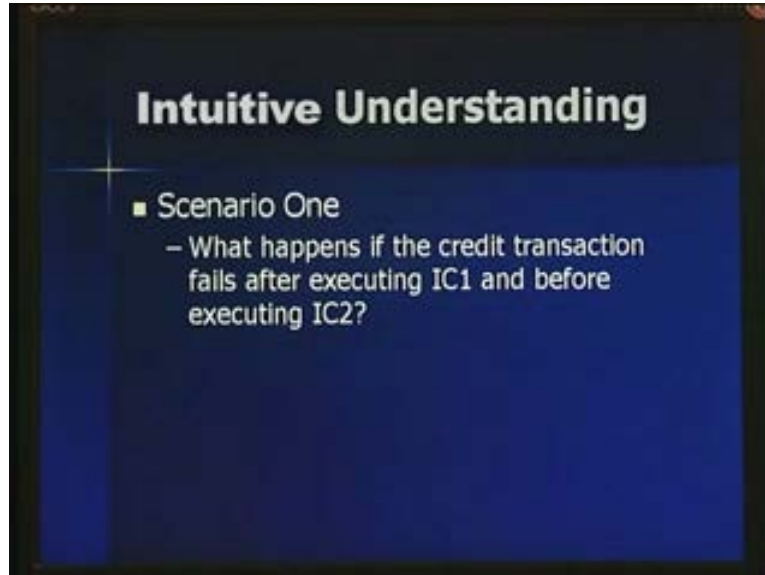 Intuitive Understanding
Scenario One
– What happens if the credit transaction
fails after executing IC1 and before
executing IC2?